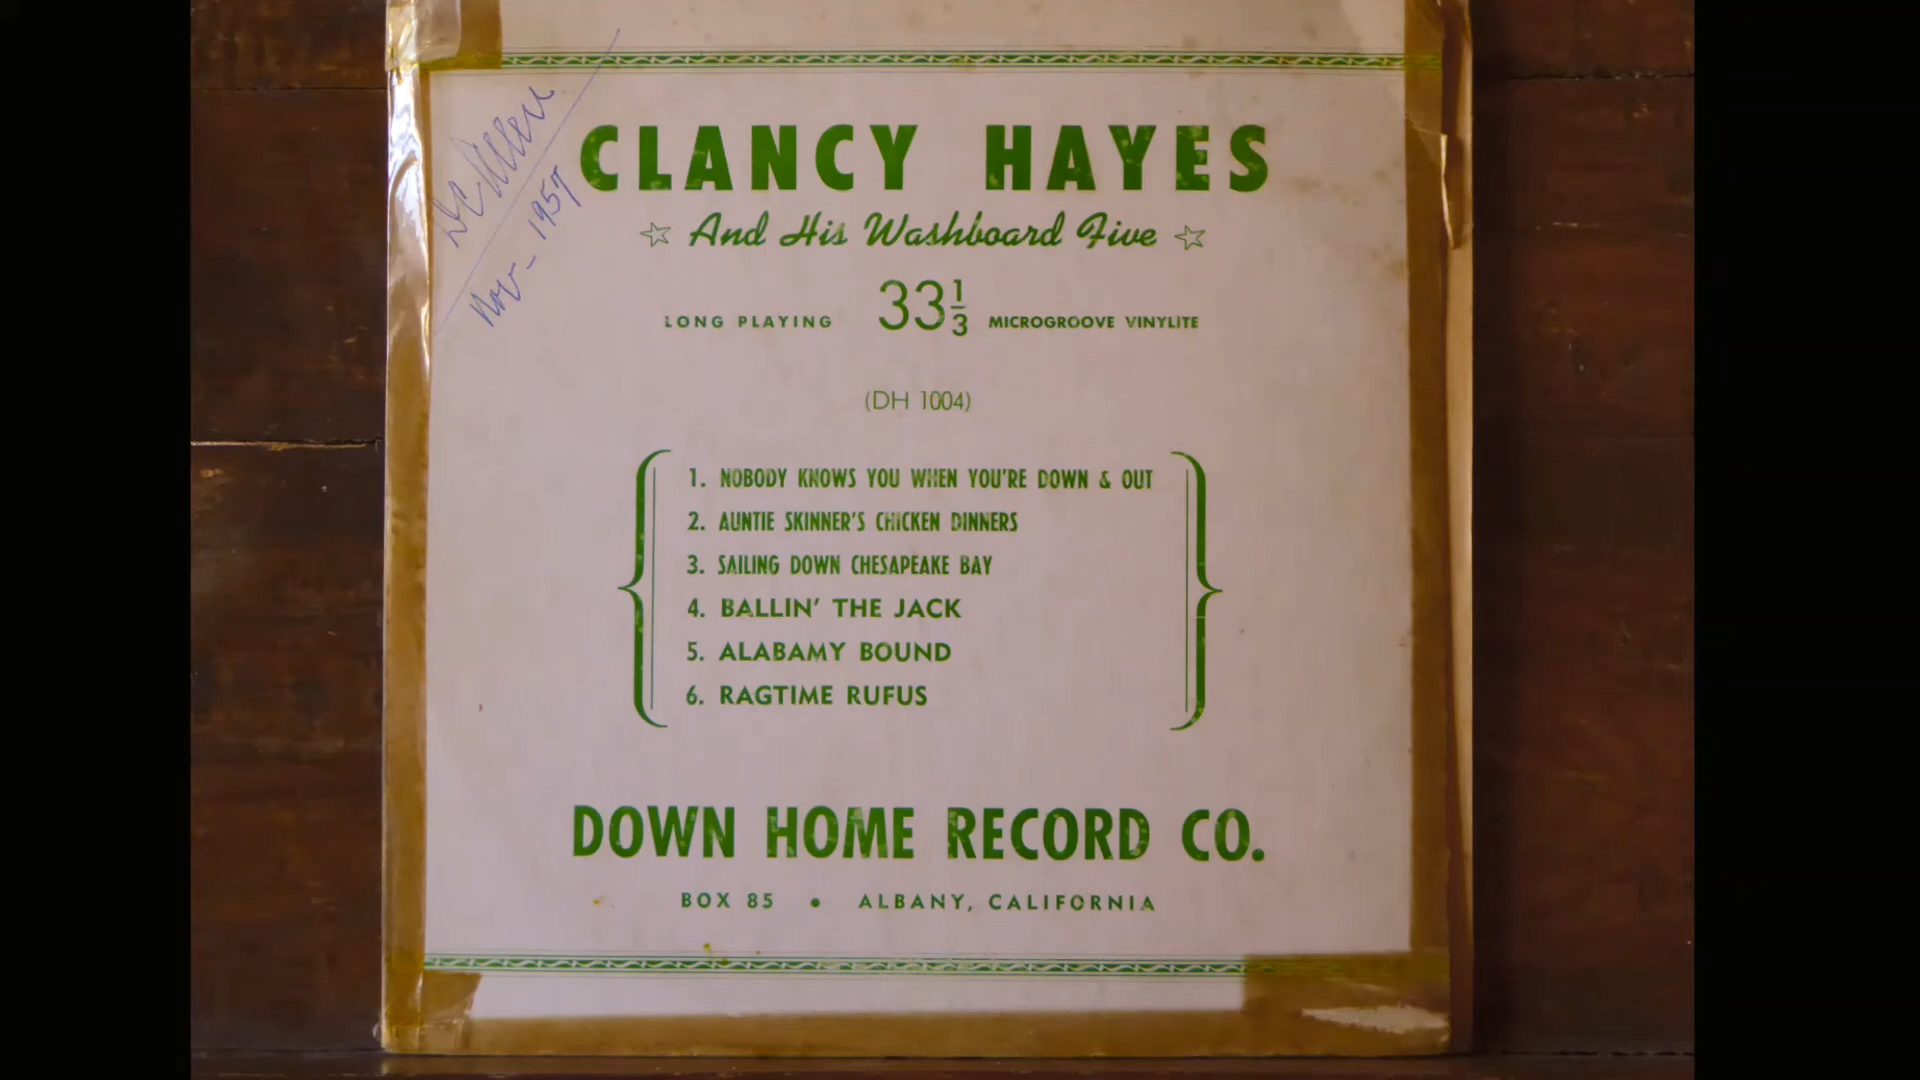 Nov - 1957
CLANCY HAYES
And His Washboard Five
LONG PLAYING 33 1/3 MICROGROOVE VINYLITE
(DH 1004)
1. NOBODY KNOWS YOU WHEN YOU'RE DOWN & OUT
2. AUNTIE SKINNER'S CHICKEN DINNERS
3. SAILING DOWN CHESAPEAKE BAY
4. BALLIN' THE JACK
5. ALABAMY BOUND
6. RAGTIME RUFUS
DOWN HOME RECORD CO.
BOX 85 • ALBANY, CALIFORNIA